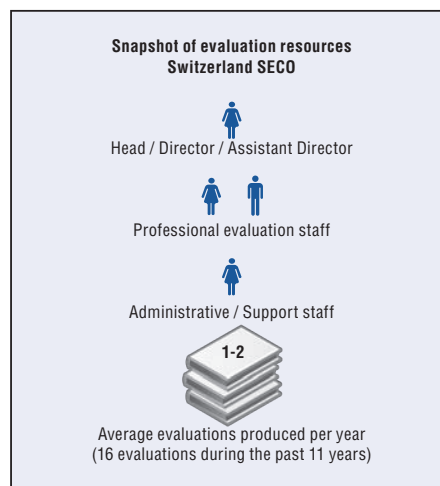 Snapshot of evaluation resources
Switzerland SECO
Head / Director / Assistant Director
Professional evaluation staff
Administrative / Support staff
1-2
Average evaluations produced per year
(16 evaluations during the past 11 years)